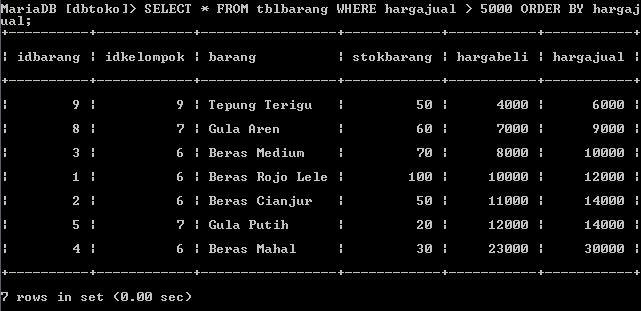 MariaDB [dbtoko]> SELECT * FROM tblbarang WHERE hargajual > 5000 ORDER BY hargaj
ual;
+----------+------------+-----------------+------------+-----------+-----------+
| idbarang | idkelompok | barang          | stokbarang | hargabeli | hargajual |
+----------+------------+-----------------+------------+-----------+-----------+
|        9 |          9 | Tepung Terigu   |         50 |      4000 |      6000 |
|        8 |          7 | Gula Aren       |         60 |      7000 |      9000 |
|        3 |          6 | Beras Medium    |         70 |      8000 |     10000 |
|        1 |          6 | Beras Rojo Lele |        100 |     10000 |     12000 |
|        2 |          6 | Beras Cianjur   |         50 |     11000 |     14000 |
|        5 |          7 | Gula Putih      |         20 |     12000 |     14000 |
|        4 |          6 | Beras Mahal     |         30 |     23000 |     30000 |
+----------+------------+-----------------+------------+-----------+-----------+
7 rows in set (0.00 sec)